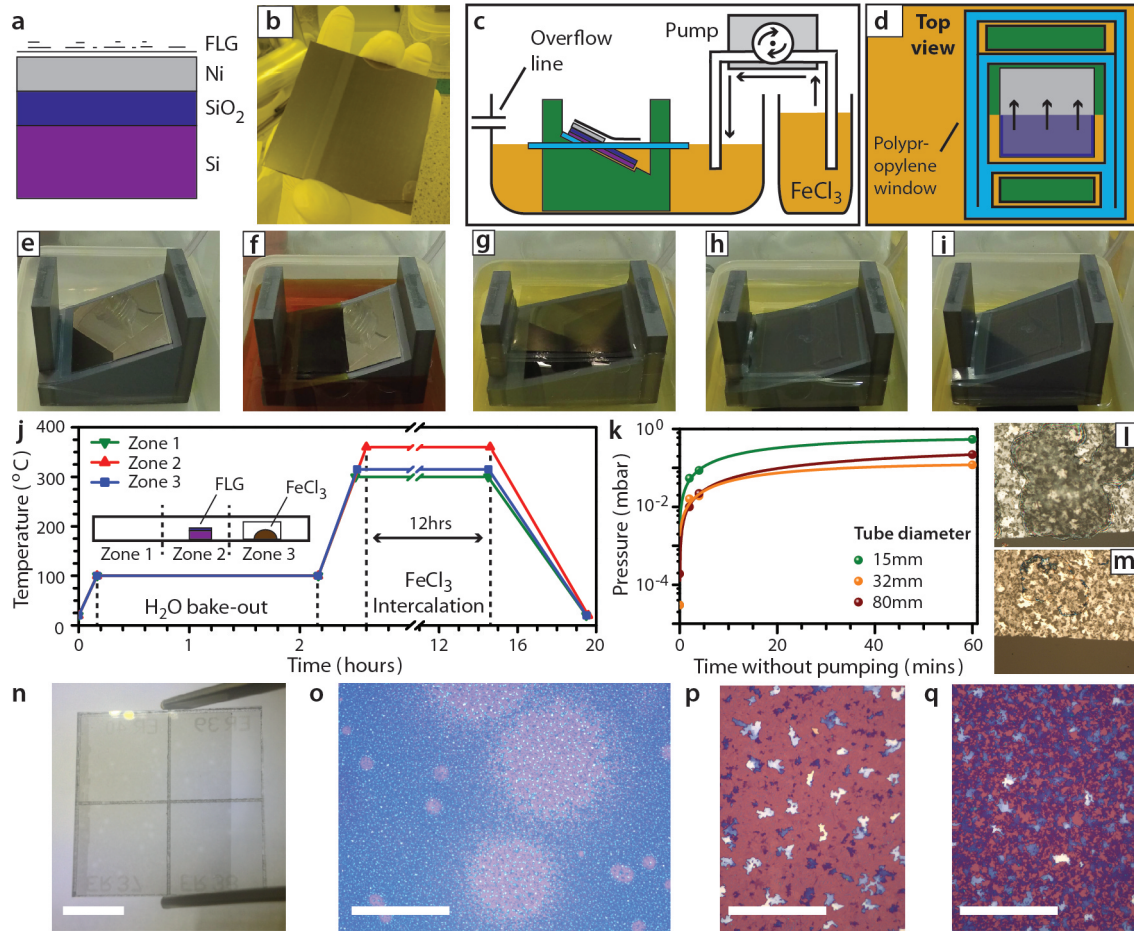 a
FLG
Ni
SiO2
Si
b
c
Overflow
line
Pump
FeCl3
d
Top
view
Polypr-
opylene
window
e
f
g
h
i
j
400
300
200
100
0
Temperature (°C)
Zone 1
Zone 2
Zone 3
FLG
FeCl3
Zone 1 Zone 2 Zone 3
12hrs
H2O bake-out
FeCl3
Intercalation
0 1 2 12 16 20
Time (hours)
k
10^0
10^-2
10^-4
Pressure (mbar)
Tube diameter
15mm
32mm
80mm
0 20 40 60
Time without pumping (mins)
l
m
n
ER37
o
p
q